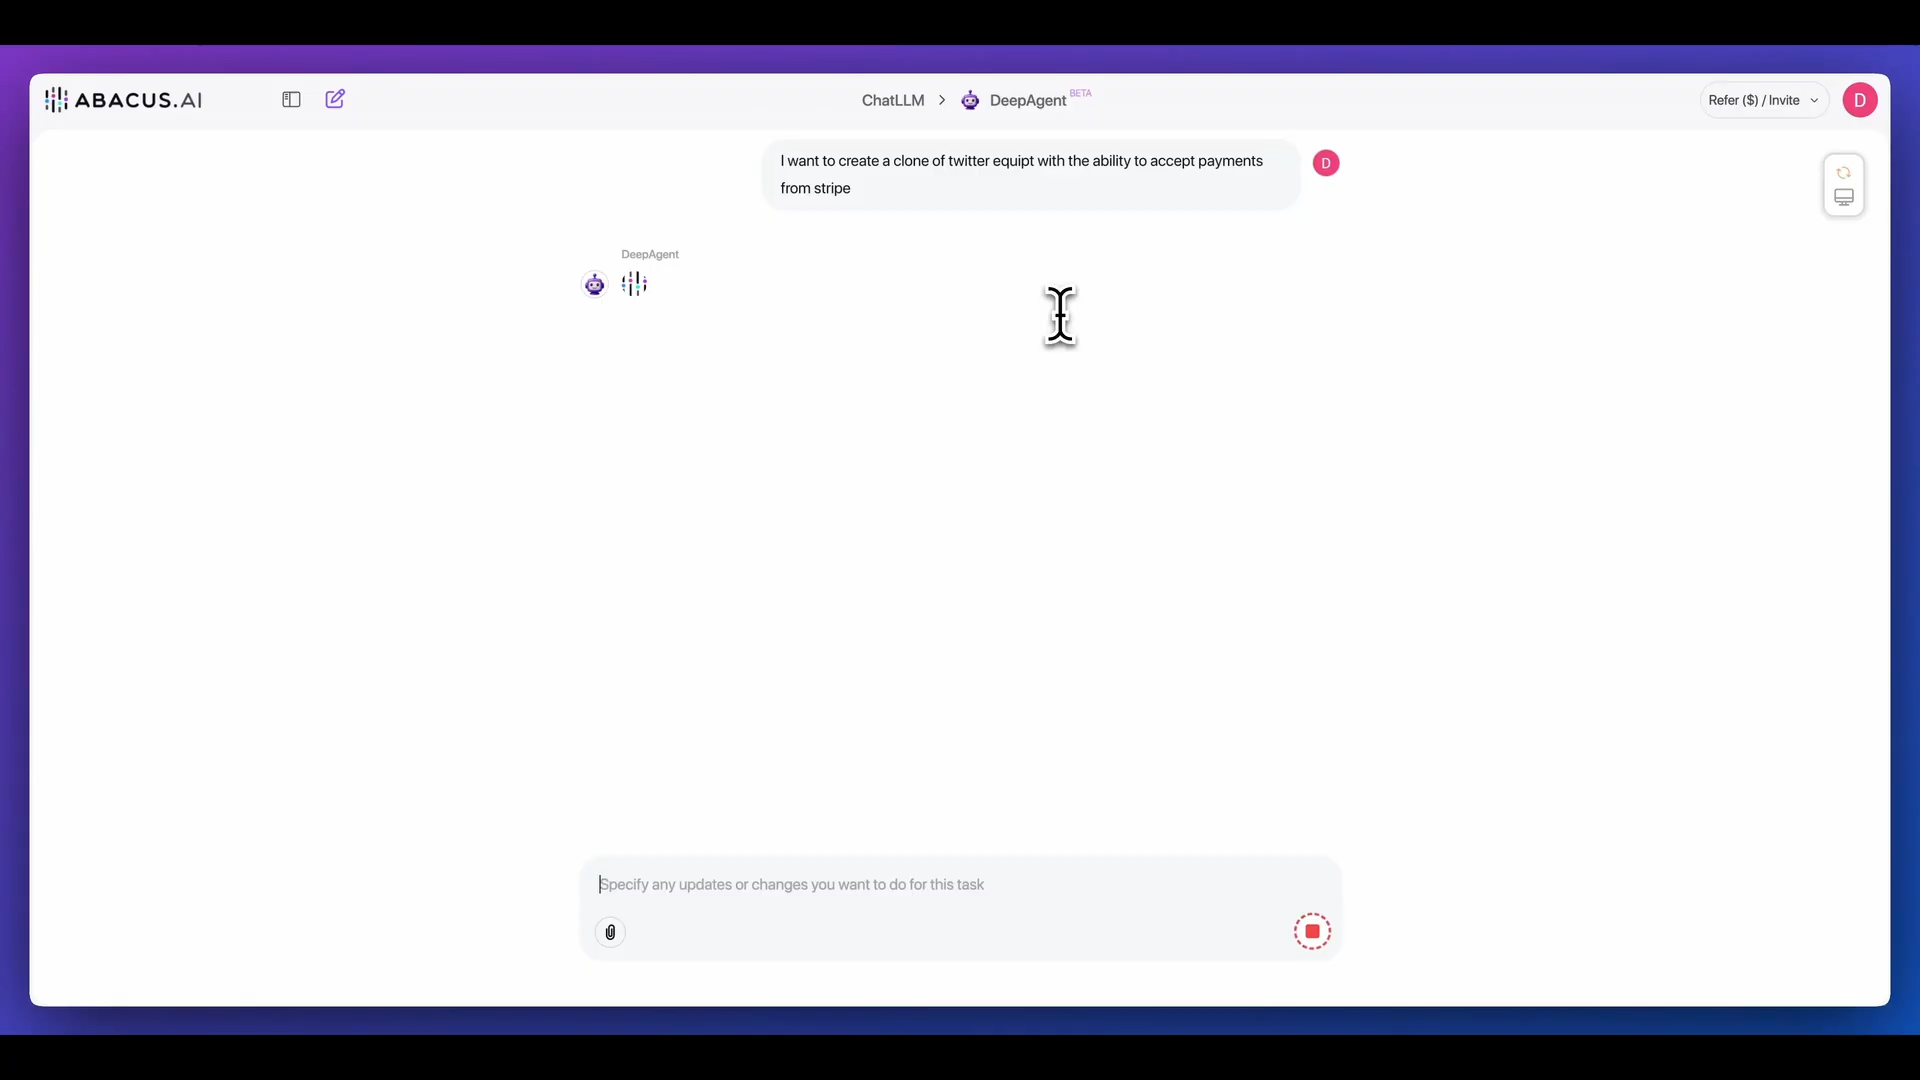 ABACUS.AI
ChatLLM > DeepAgent BETA
Refer ($) / Invite
D
I want to create a clone of twitter equipt with the ability to accept payments
from stripe
D
DeepAgent
Specify any updates or changes you want to do for this task